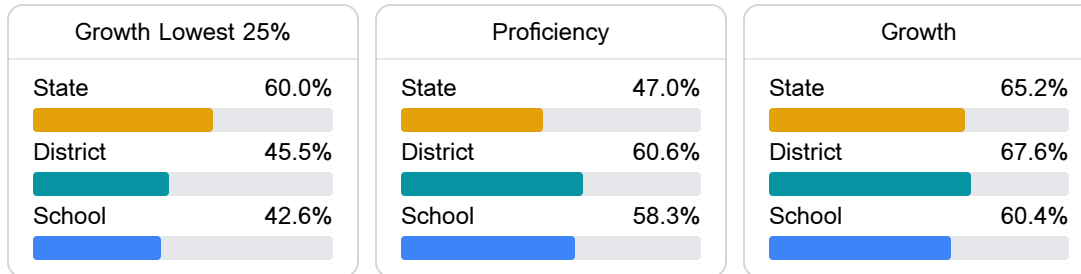 Growth Lowest 25%
State 60.0%
District 45.5%
School 42.6%
Proficiency
State 47.0%
District 60.6%
School 58.3%
Growth
State 65.2%
District 67.6%
School 60.4%